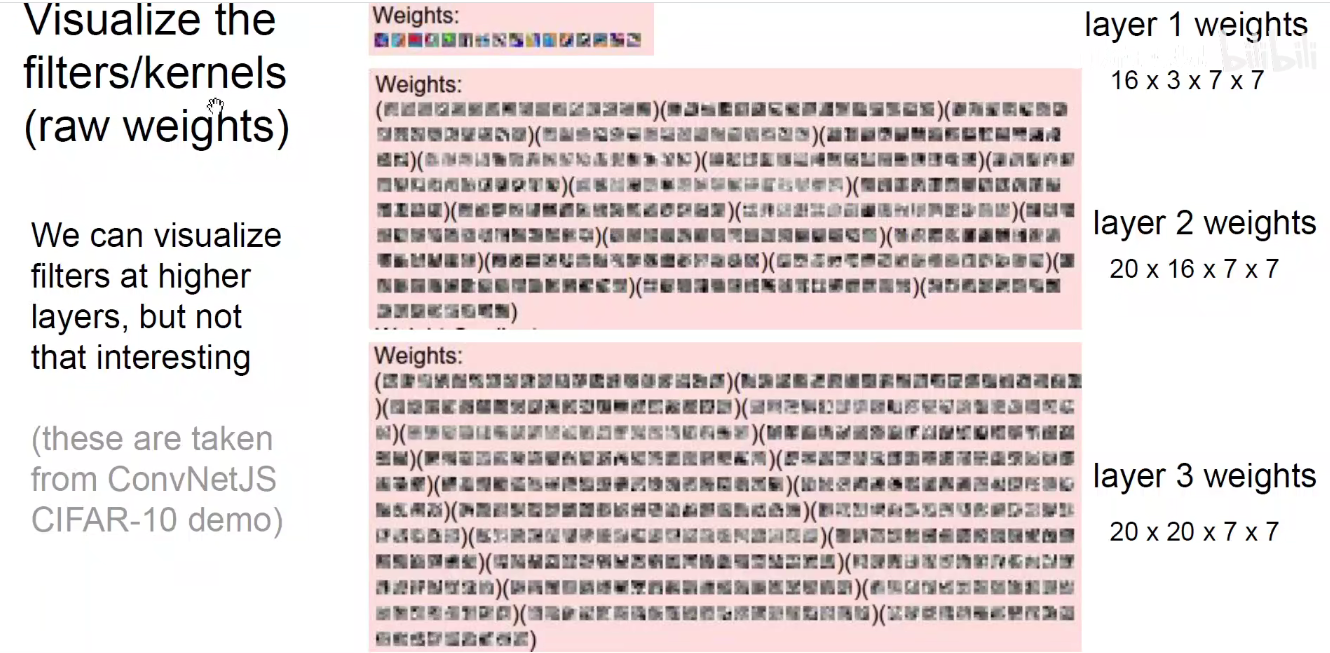 Visualize the
filters/kernels
(raw weights)
We can visualize
filters at higher
layers, but not
that interesting
(these are taken
from ConvNetJS
CIFAR-10 demo)
Weights:
Weights:
Weights:
layer 1 weights
16 x 3 x 7 x 7
layer 2 weights
20 x 16 x 7 x 7
layer 3 weights
20 x 20 x 7 x 7
bilibili